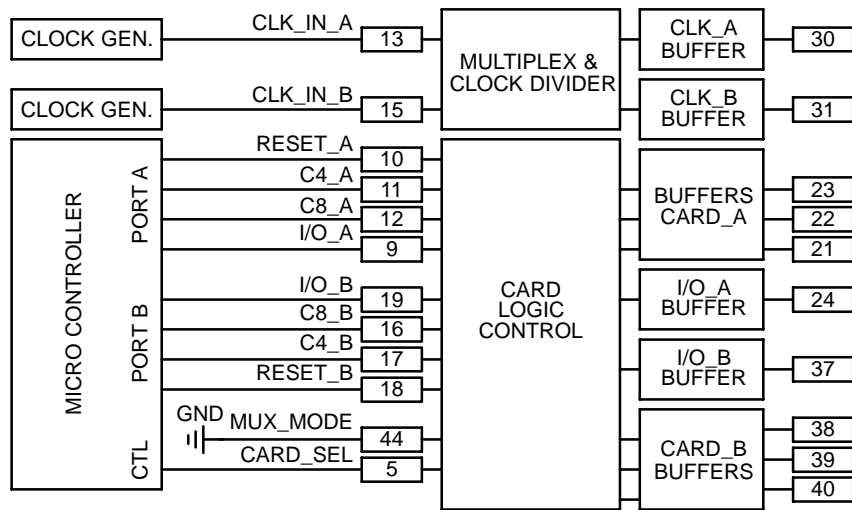 CLOCK GEN.
CLK_IN_A
13
MULTIPLEX &
CLOCK DIVIDER
CLK_A
BUFFER
30
CLOCK GEN.
CLK_IN_B
15
CLK_B
BUFFER
31
MICRO CONTROLLER
PORT A
RESET_A
10
C4_A
11
C8_A
12
I/O_A
9
PORT B
I/O_B
19
C8_B
16
C4_B
17
RESET_B
18
CTL
GND
MUX_MODE
44
CARD_SEL
5
CARD
LOGIC
CONTROL
BUFFERS
CARD_A
23
22
21
I/O_A
BUFFER
24
I/O_B
BUFFER
37
CARD_B
BUFFERS
38
39
40